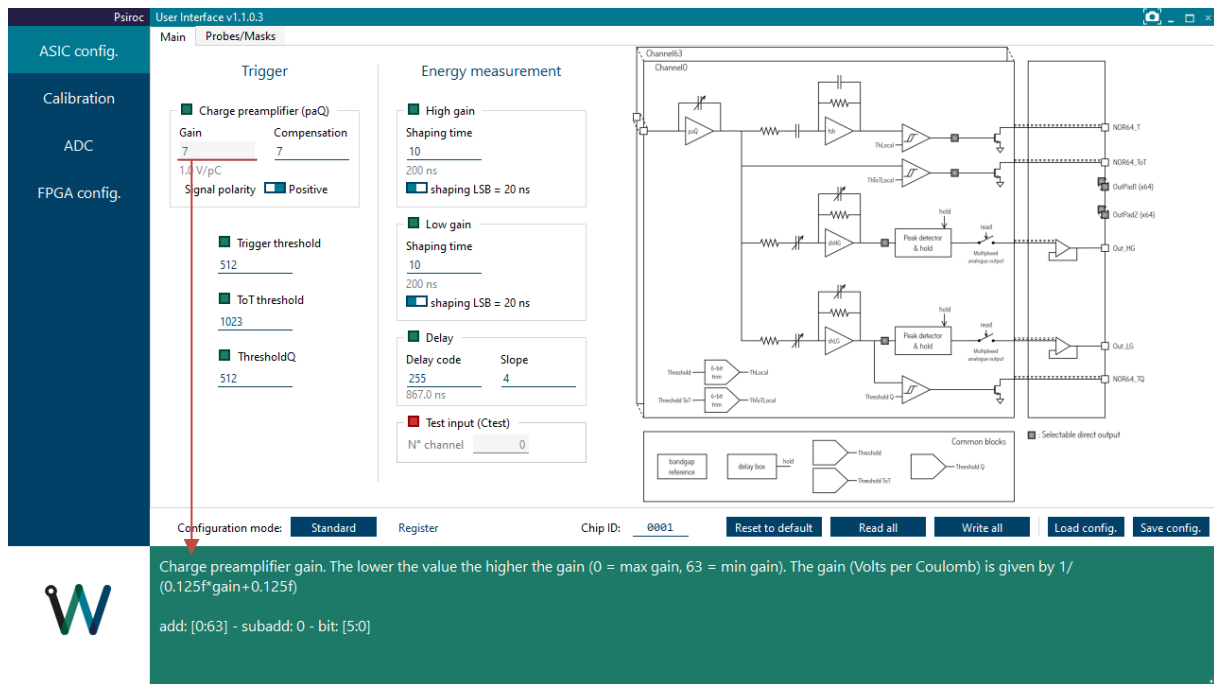 Psiroc User Interface v1.1.0.3
ASIC config.
Calibration
ADC
FPGA config.
Main Probes/Masks
Trigger
Charge preamplifier (paQ)
Gain Compensation
7 7
1.0 V/pC
Signal polarity Positive
Trigger threshold
512
ToT threshold
1023
ThresholdQ
512
Energy measurement
High gain
Shaping time
10
200 ns
shaping LSB = 20 ns
Low gain
Shaping time
10
200 ns
shaping LSB = 20 ns
Delay
Delay code Slope
255 4
867.0 ns
Test input (Ctest)
N° channel 0
Channel63
Channel0
paQ
fsh
ThLocal
NOR64_T
ThToTLocal
NOR64_ToT
OutPad1 (x64)
OutPad2 (x64)
shHG
hold
Peak detector
& hold
read
Multiplexed
analogue output
Out_HG
shLG
hold
Peak detector
& hold
read
Multiplexed
analogue output
Out_LG
Threshold
6-bit
trim
ThLocal
Threshold ToT
6-bit
trim
ThToTLocal
Threshold Q
NOR64_TQ
: Selectable direct output
Common blocks
bandgap
reference
delay box
hold
Threshold
Threshold ToT
Threshold Q
Configuration mode: Standard Register Chip ID: 0001 Reset to default Read all Write all Load config. Save config.
Charge preamplifier gain. The lower the value the higher the gain (0 = max gain, 63 = min gain). The gain (Volts per Coulomb) is given by 1/
(0.125f*gain+0.125f)
add: [0:63] - subadd: 0 - bit: [5:0]
W